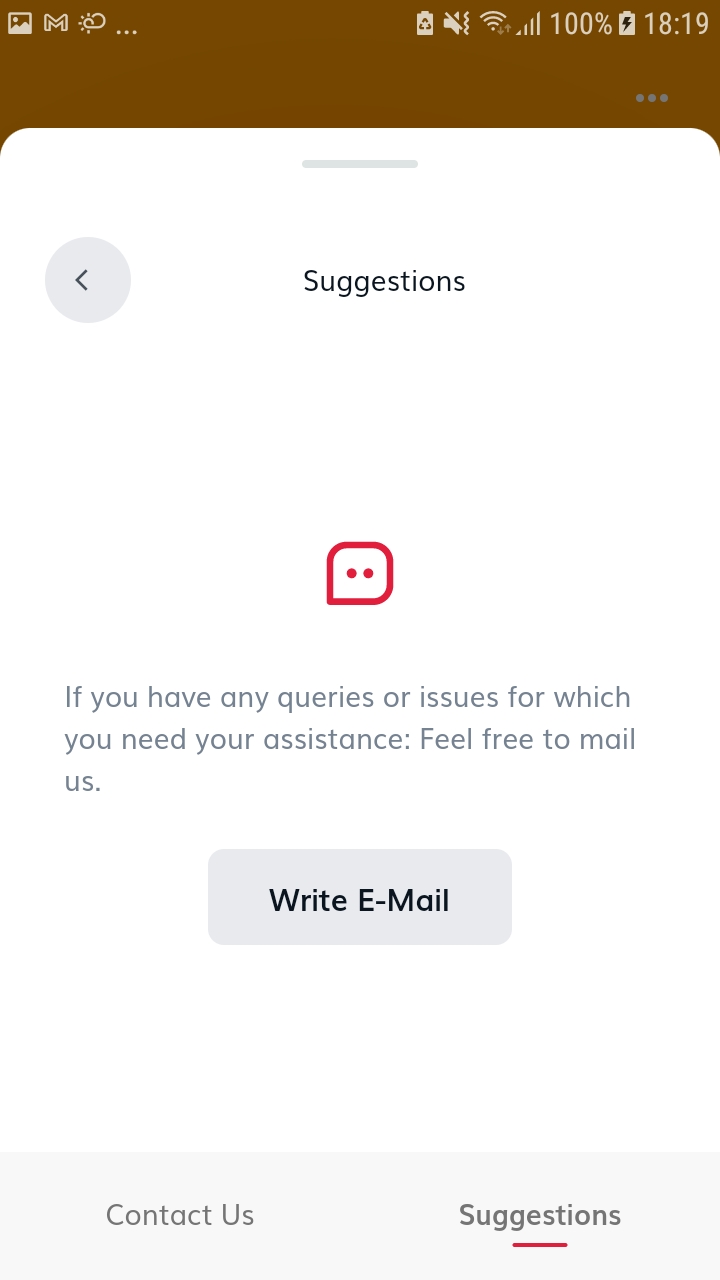 ... 100% 18:19
Suggestions
If you have any queries or issues for which
you need your assistance: Feel free to mail
us.
Write E-Mail
Contact Us Suggestions